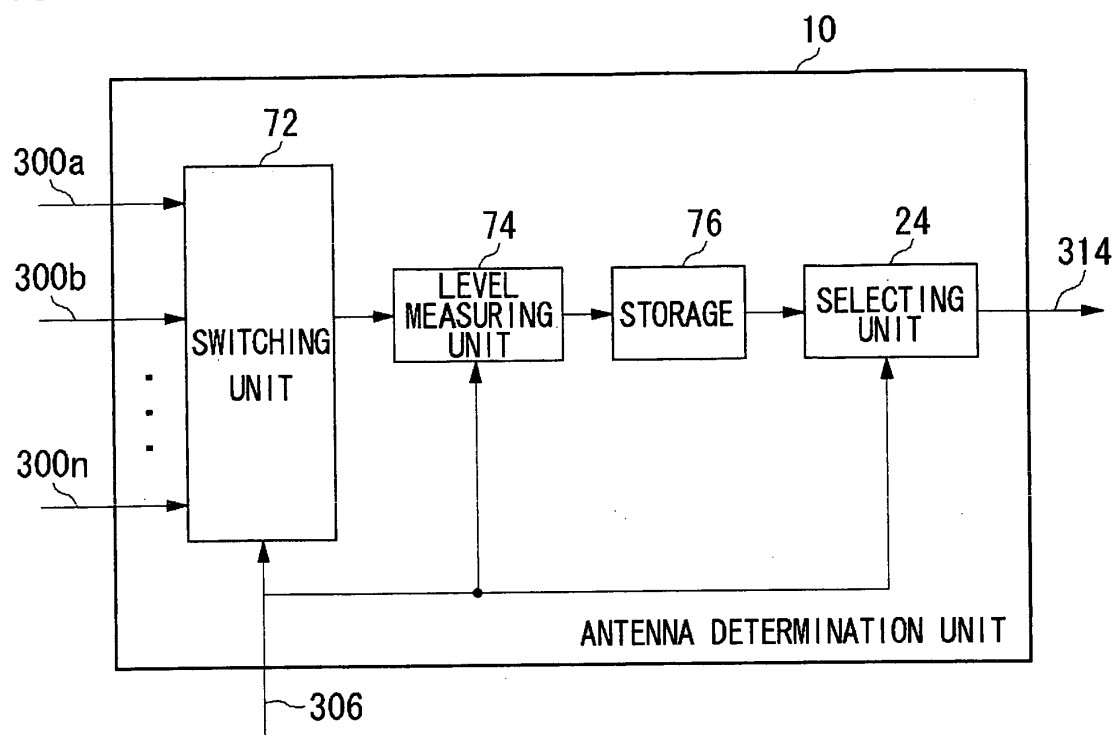 10
72
300a
74
76
24
314
300b
LEVEL
MEASURING
UNIT
STORAGE
SELECTING
UNIT
SWITCHING
UNIT
300n
ANTENNA DETERMINATION UNIT
306